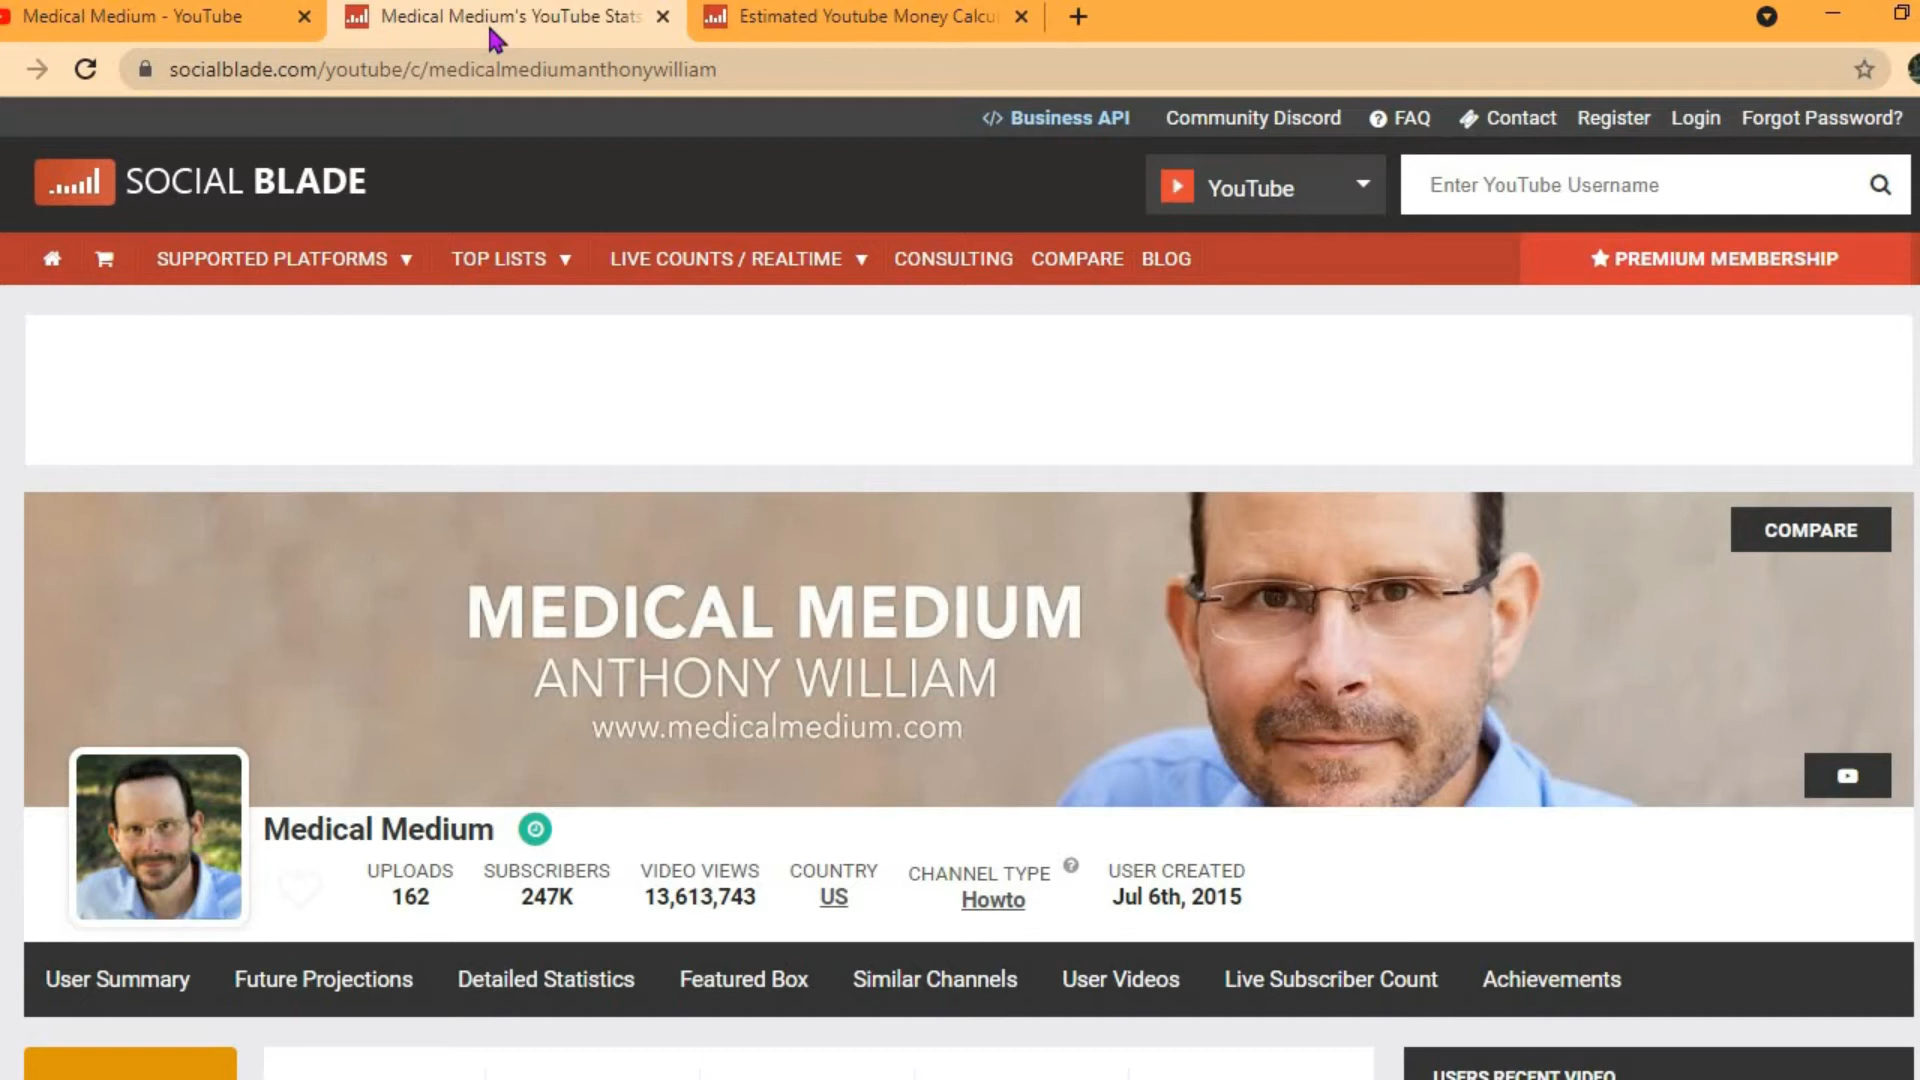 Medical Medium - YouTube
Medical Medium's YouTube Stats
Estimated Youtube Money Calcu
socialblade.com/youtube/c/medicalmediumanthonywilliam
</> Business API Community Discord FAQ Contact Register Login Forgot Password?
SOCIAL BLADE
YouTube
Enter YouTube Username
SUPPORTED PLATFORMS ▼ TOP LISTS ▼ LIVE COUNTS / REALTIME ▼ CONSULTING COMPARE BLOG
PREMIUM MEMBERSHIP
COMPARE
MEDICAL MEDIUM
ANTHONY WILLIAM
www.medicalmedium.com
Medical Medium
UPLOADS SUBSCRIBERS VIDEO VIEWS COUNTRY CHANNEL TYPE USER CREATED
162 247K 13,613,743 US Howto Jul 6th, 2015
User Summary Future Projections Detailed Statistics Featured Box Similar Channels User Videos Live Subscriber Count Achievements
USERS RECENT VIDEO